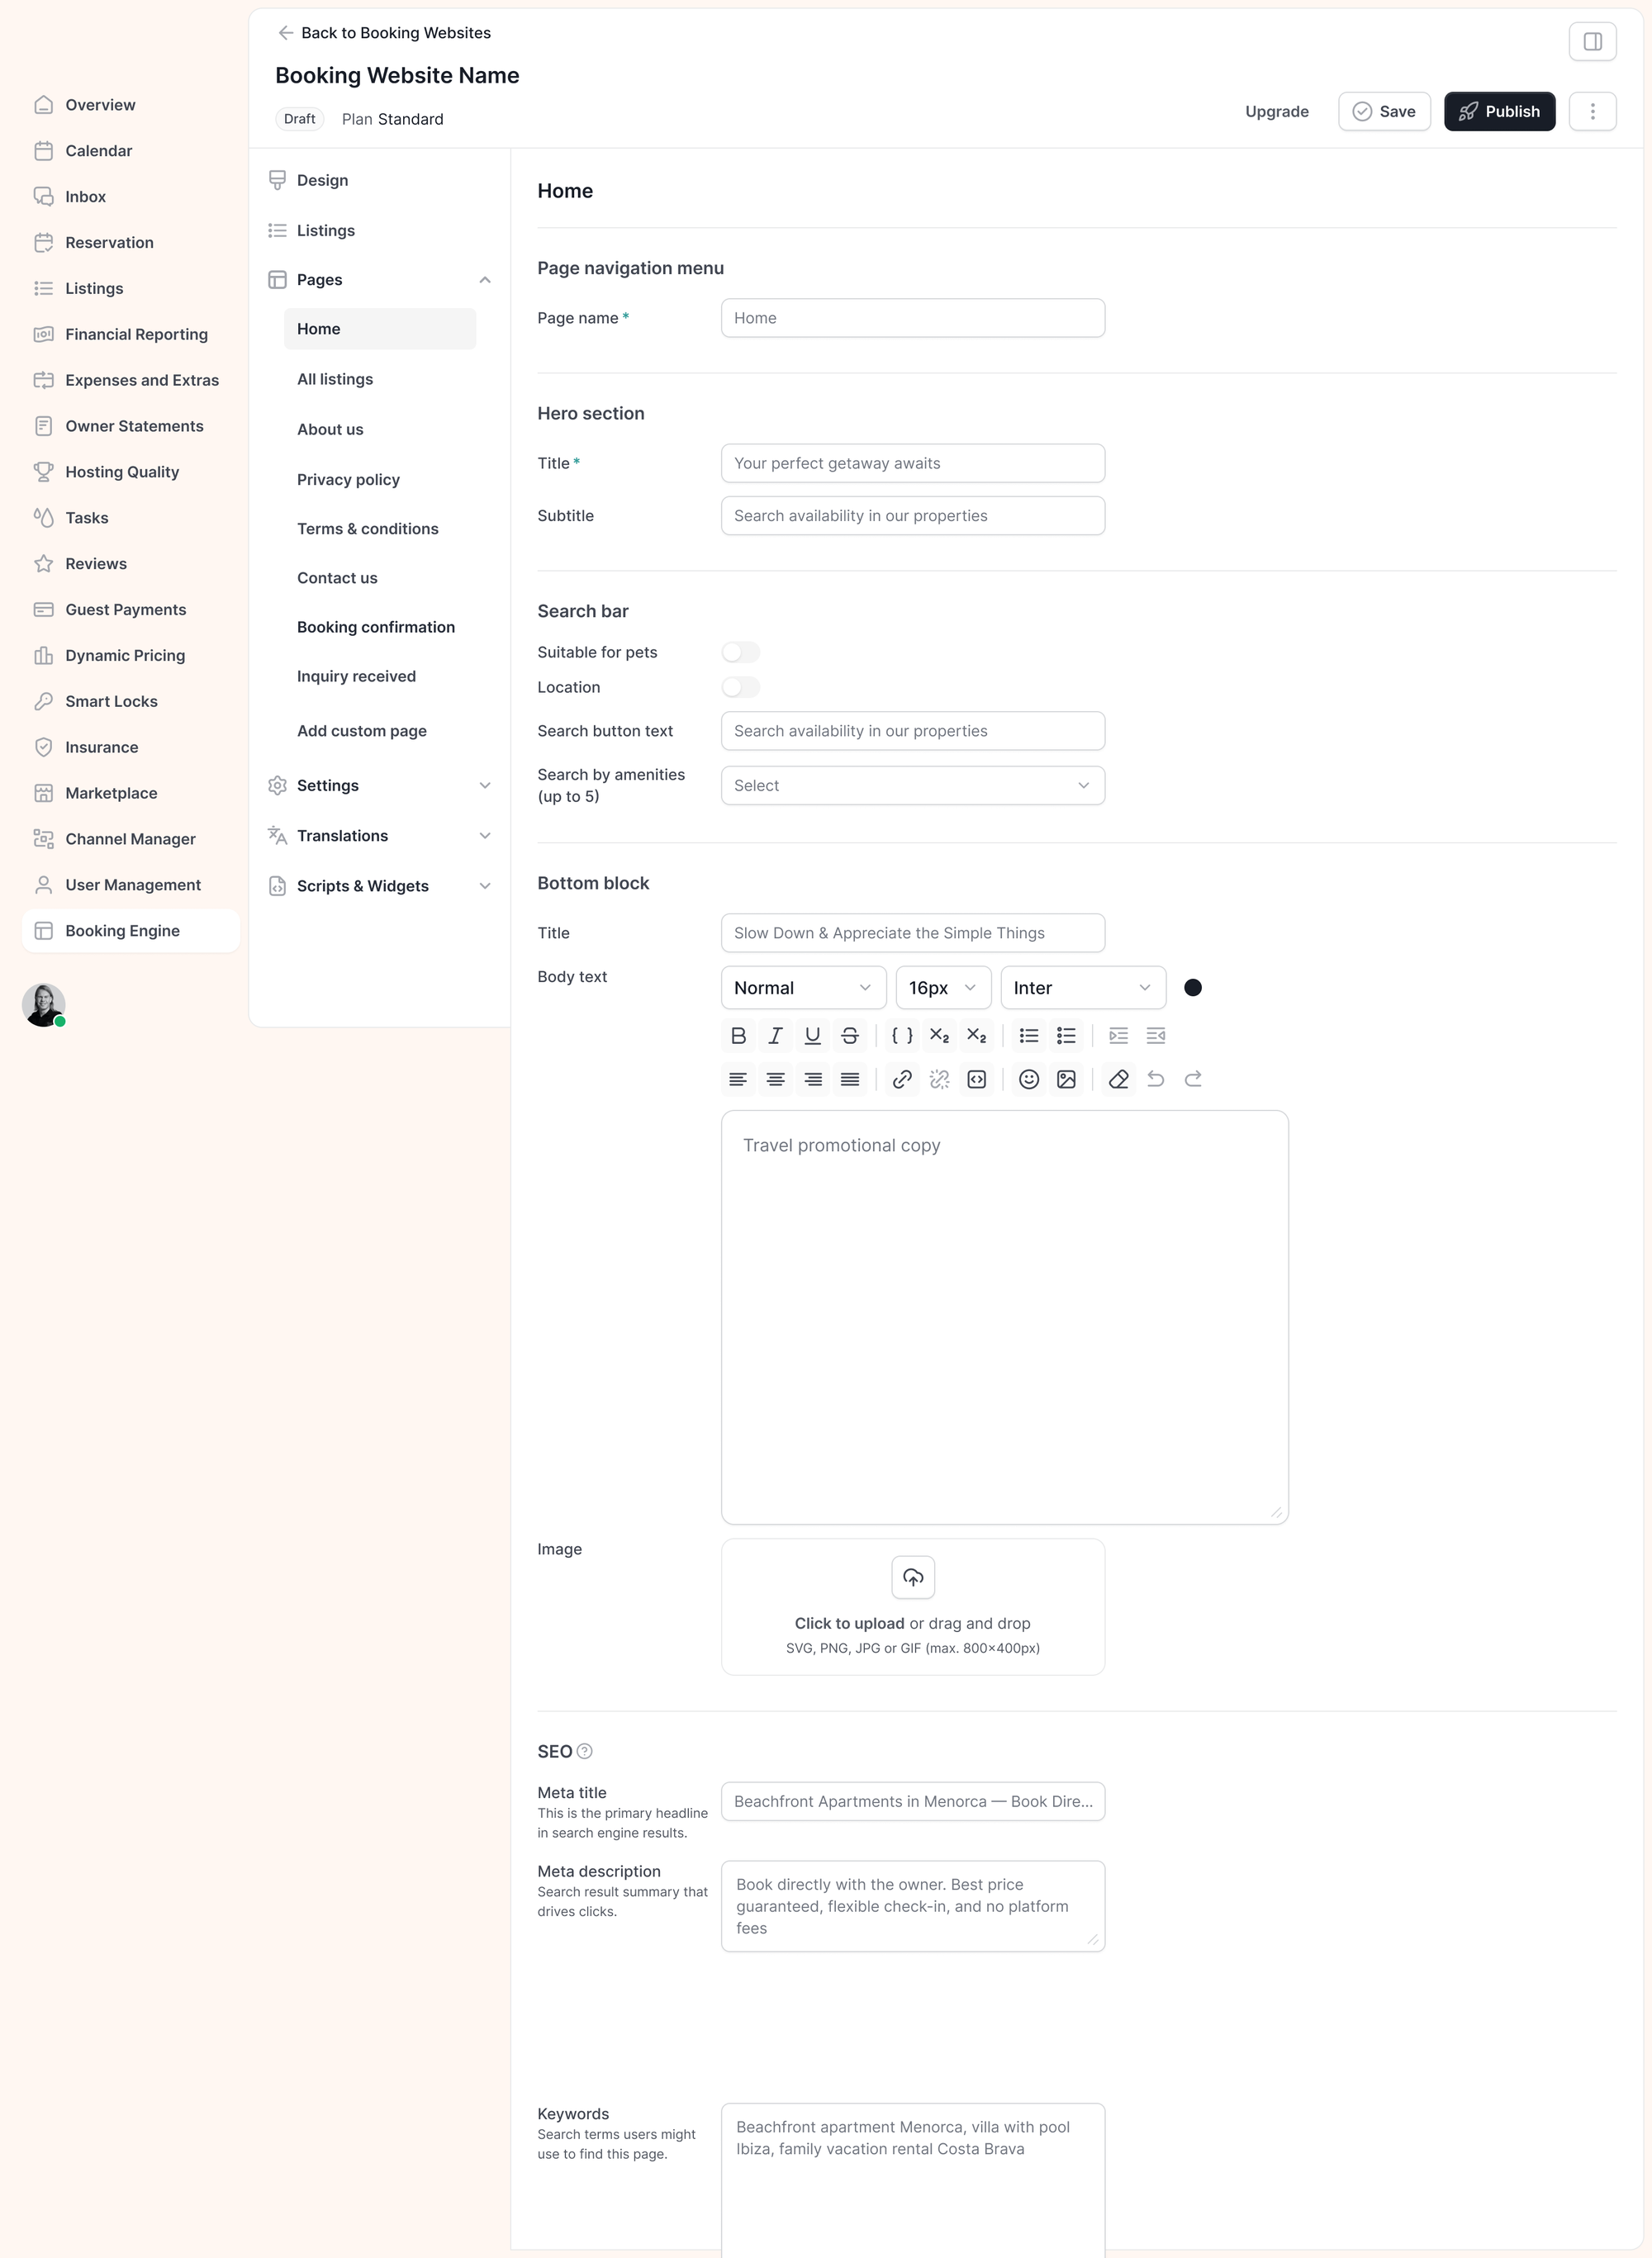 Back to Booking Websites
Booking Website Name
Draft
Plan Standard
Upgrade
Save
Publish
Overview
Calendar
Inbox
Reservation
Listings
Financial Reporting
Expenses and Extras
Owner Statements
Hosting Quality
Tasks
Reviews
Guest Payments
Dynamic Pricing
Smart Locks
Insurance
Marketplace
Channel Manager
User Management
Booking Engine
Design
Listings
Pages
Home
All listings
About us
Privacy policy
Terms & conditions
Contact us
Booking confirmation
Inquiry received
Add custom page
Settings
Translations
Scripts & Widgets
Home
Page navigation menu
Page name *
Home
Hero section
Title *
Your perfect getaway awaits
Subtitle
Search availability in our properties
Search bar
Suitable for pets
Location
Search button text
Search availability in our properties
Search by amenities
(up to 5)
Select
Bottom block
Title
Slow Down & Appreciate the Simple Things
Body text
Normal
16px
Inter
Travel promotional copy
Image
Click to upload or drag and drop
SVG, PNG, JPG or GIF (max. 800×400px)
SEO
Meta title
This is the primary headline
in search engine results.
Beachfront Apartments in Menorca — Book Dire...
Meta description
Search result summary that
drives clicks.
Book directly with the owner. Best price
guaranteed, flexible check-in, and no platform
fees
Keywords
Search terms users might
use to find this page.
Beachfront apartment Menorca, villa with pool
Ibiza, family vacation rental Costa Brava